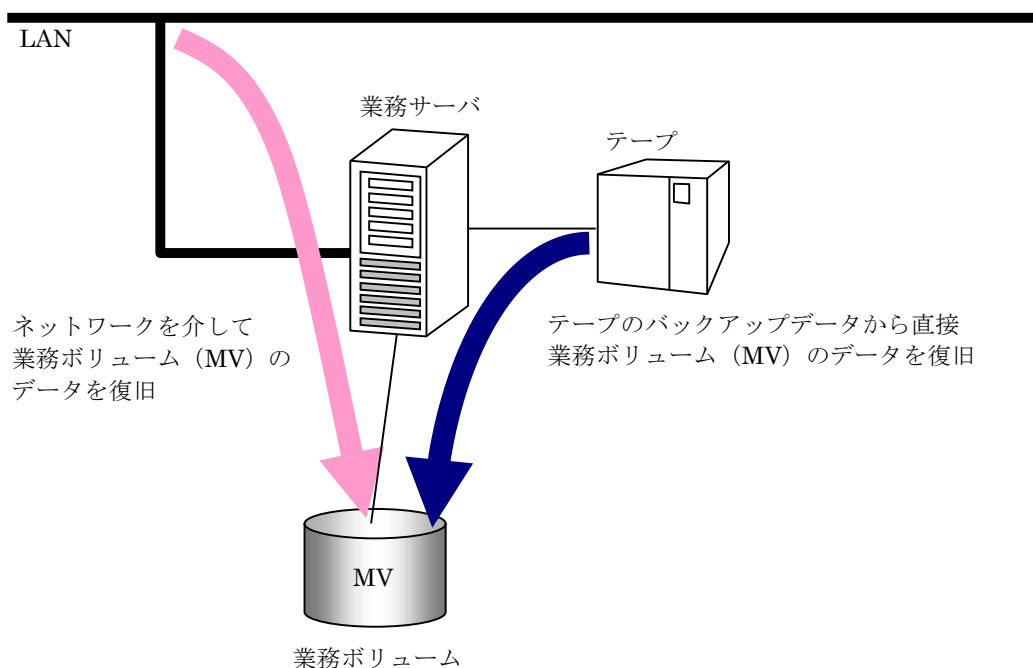 LAN
業務サーバ
テープ
ネットワークを介して
業務ボリューム（MV）の
データを復旧
テープのバックアップデータから直接
業務ボリューム（MV）のデータを復旧
MV
業務ボリューム